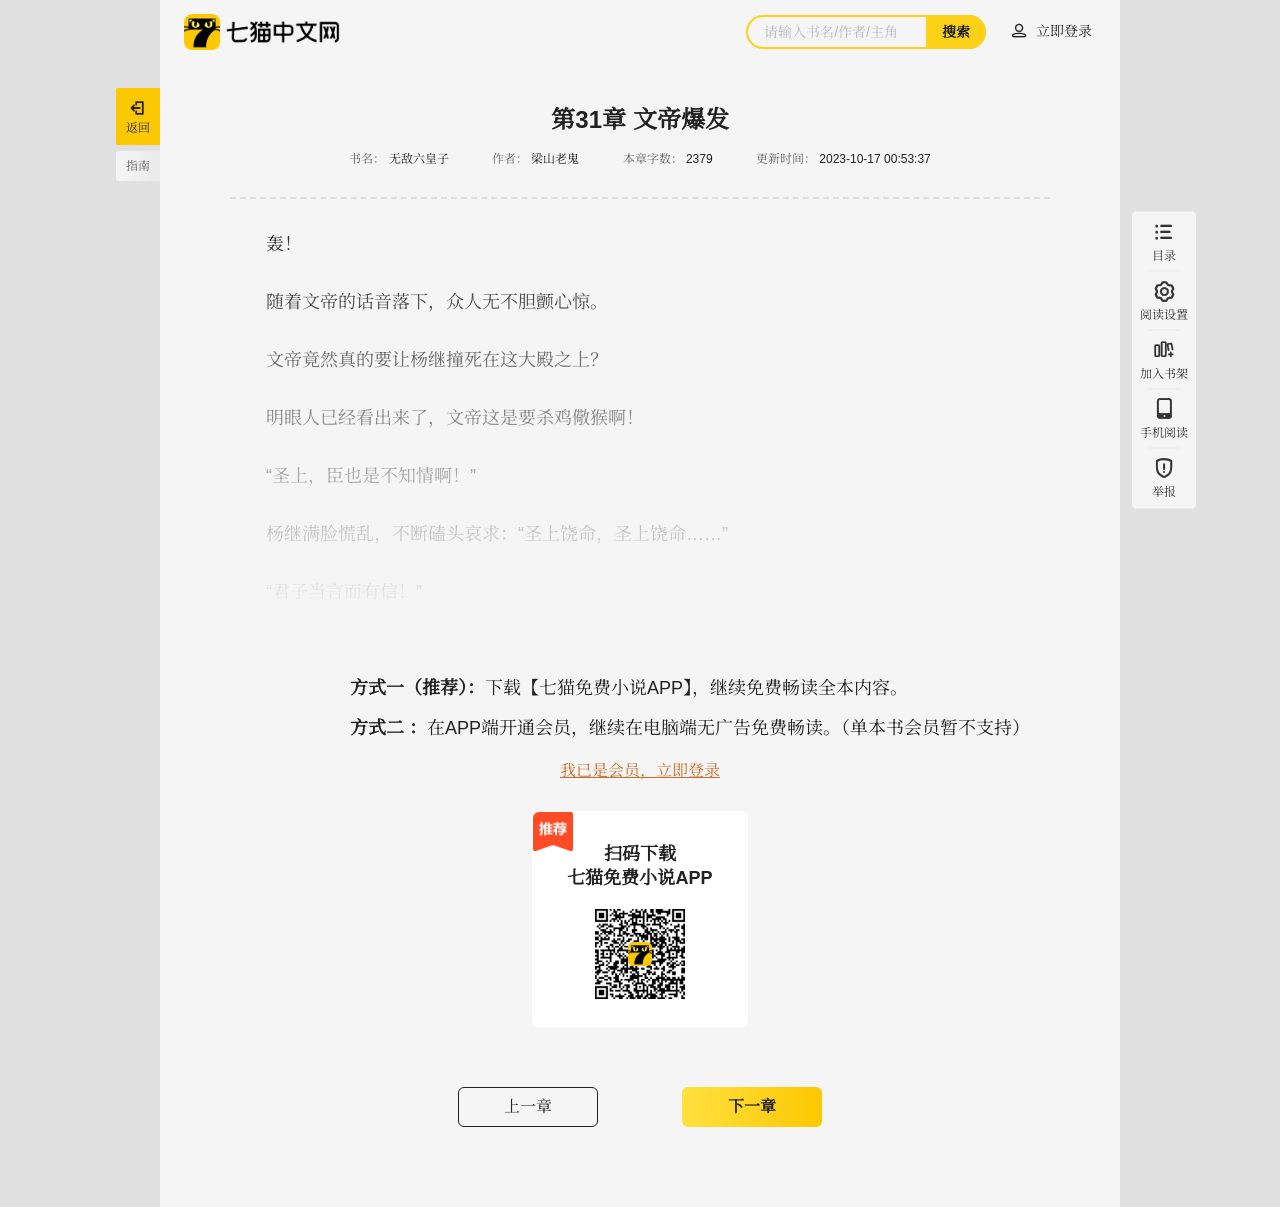 七猫中文网
请输入书名/作者/主角
搜索
立即登录
返回
指南
第31章 文帝爆发
书名： 无敌六皇子 作者： 梁山老鬼 本章字数： 2379 更新时间： 2023-10-17 00:53:37
轰！
随着文帝的话音落下，众人无不胆颤心惊。
文帝竟然真的要让杨继撞死在这大殿之上？
明眼人已经看出来了，文帝这是要杀鸡儆猴啊！
“圣上，臣也是不知情啊！”
杨继满脸慌乱，不断磕头哀求：“圣上饶命，圣上饶命……”
“君子当言而有信！”
目录
阅读设置
加入书架
手机阅读
举报
方式一（推荐）： 下载【七猫免费小说APP】，继续免费畅读全本内容。
方式二 ： 在APP端开通会员，继续在电脑端无广告免费畅读。（单本书会员暂不支持）
我已是会员，立即登录
推荐
扫码下载
七猫免费小说APP
上一章
下一章